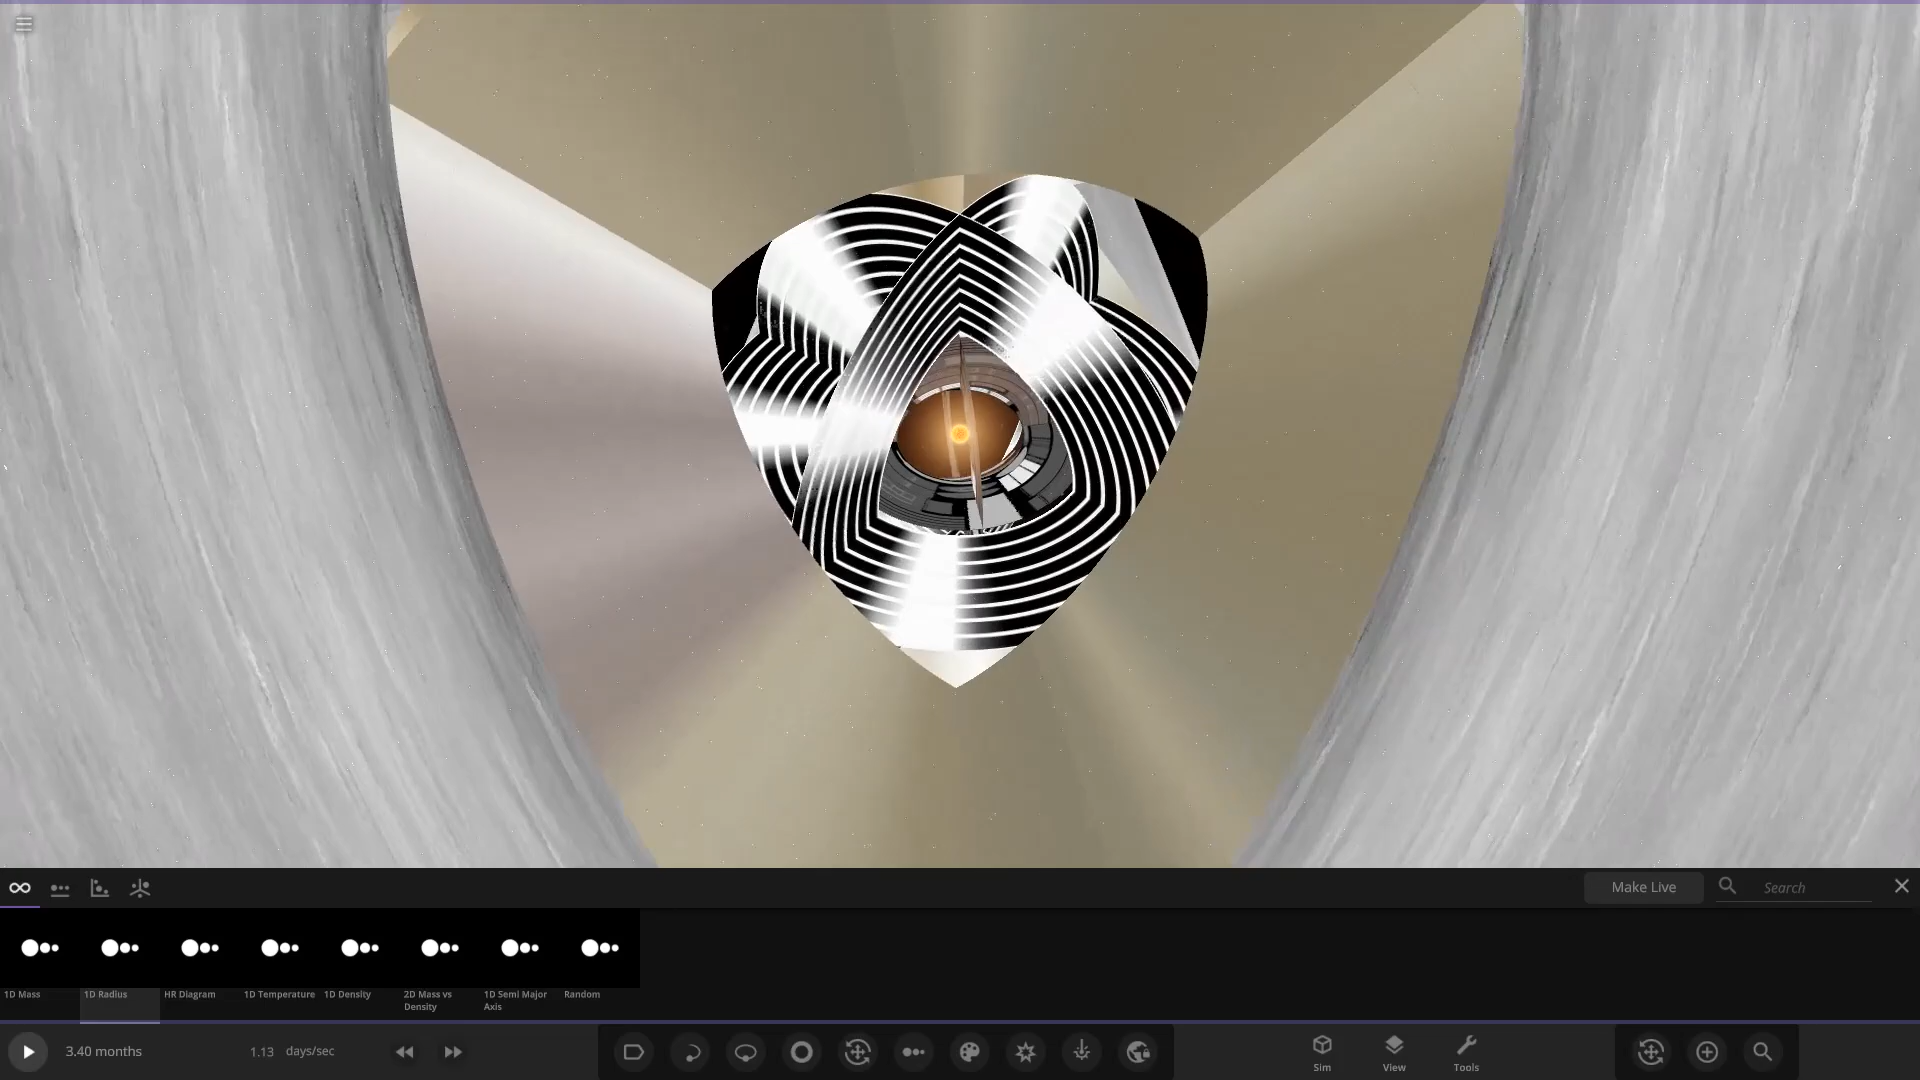 Make Live
Search
1D Mass
1D Radius
HR Diagram
1D Temperature
1D Density
2D Mass vs
Density
1D Semi Major
Axis
Random
3.40 months
1.13 days/sec
Sim
View
Tools